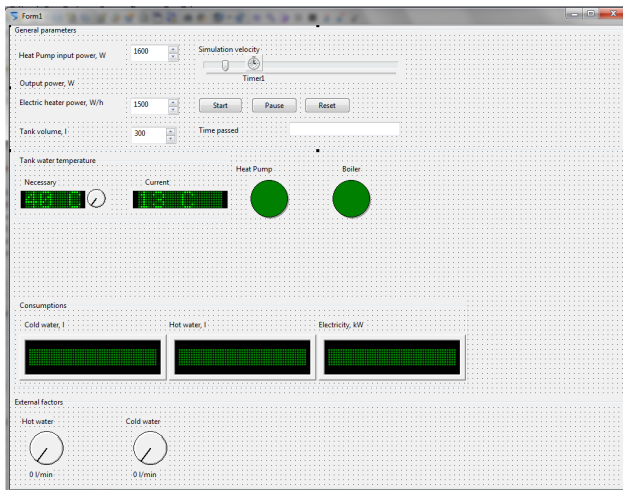 Form1
General parameters
Heat Pump input power, W
1600
Simulation velocity
Timer1
Output power, W
Electric heater power, W/h
1500
Start
Pause
Reset
Tank volume, l
300
Time passed
Tank water temperature
Heat Pump
Boiler
Necessary
Current
40 C
13 C
Consumptions
Cold water, l
Hot water, l
Electricity, kW
External factors
Hot water
Cold water
0 l/min
0 l/min